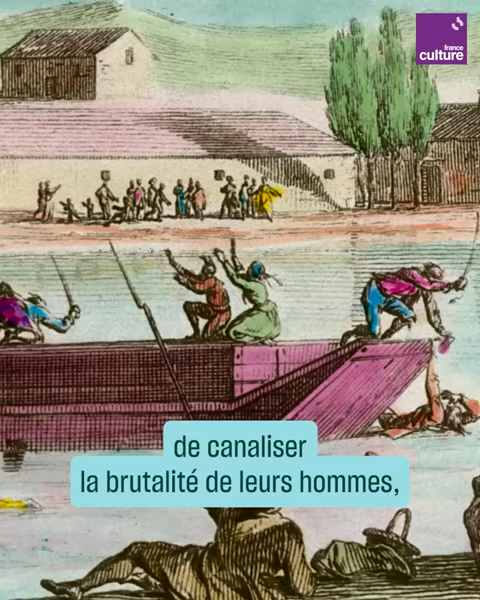 france
culture
de canaliser
la brutalité de leurs hommes,